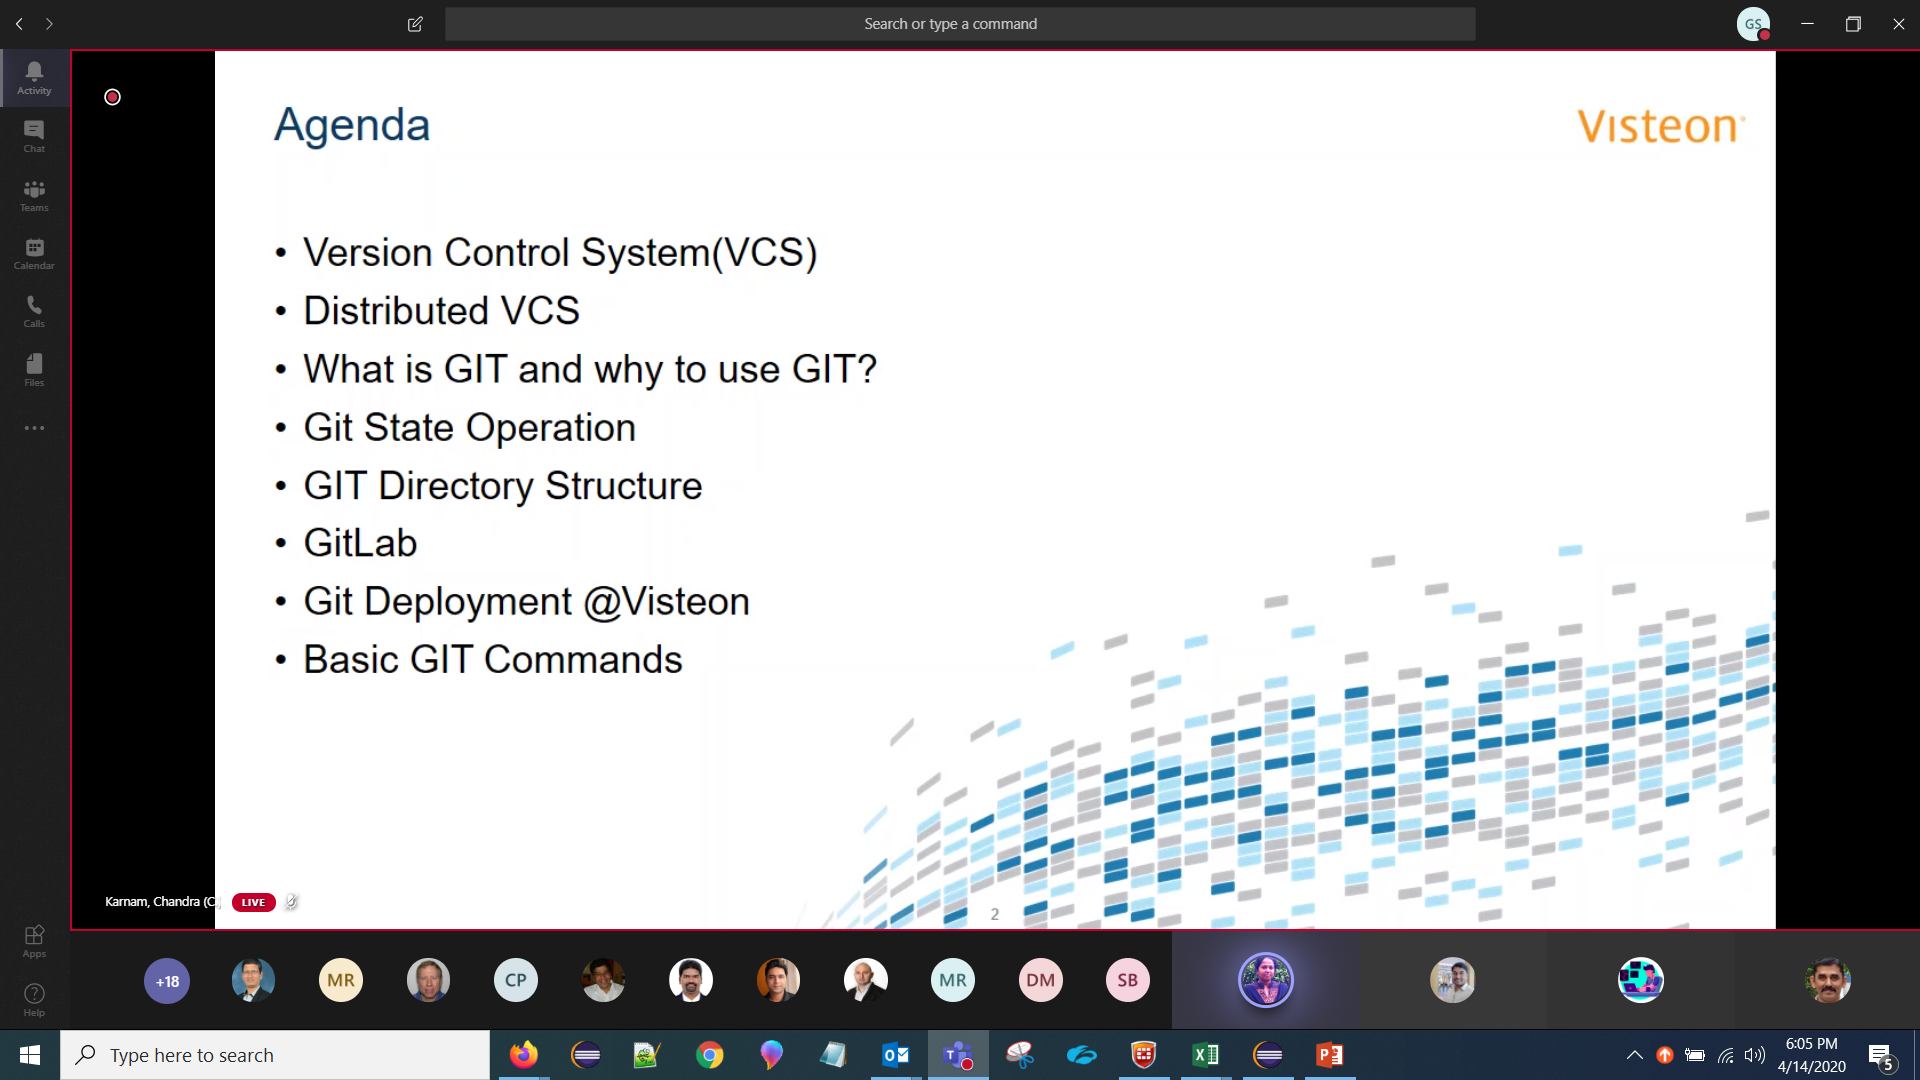 Search or type a command
GS
Activity
Chat
Teams
Calendar
Calls
Files
Apps
Help
Agenda
Visteon
• Version Control System(VCS)
• Distributed VCS
• What is GIT and why to use GIT?
• Git State Operation
• GIT Directory Structure
• GitLab
• Git Deployment @Visteon
• Basic GIT Commands
2
Karnam, Chandra (C.)
LIVE
+18
MR
CP
MR
DM
SB
Type here to search
6:05 PM
4/14/2020
5